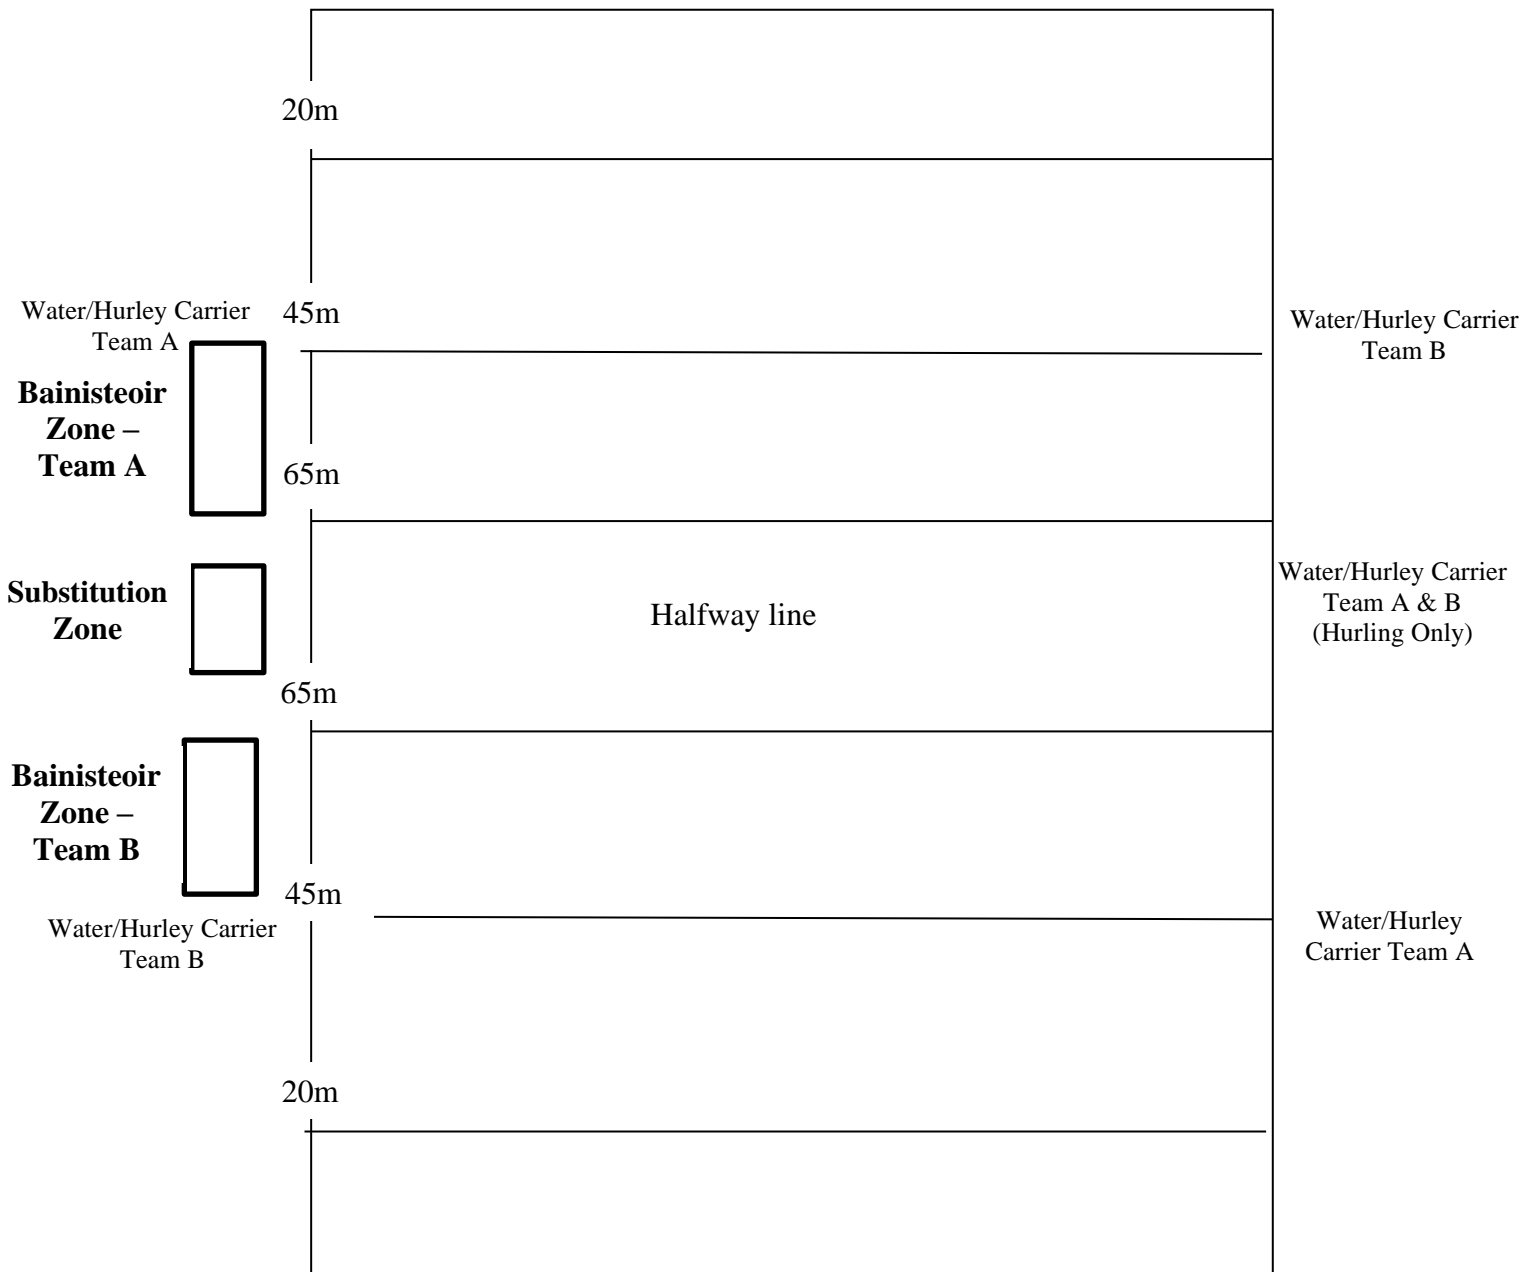 20m
Water/Hurley Carrier
Team A
45m
Water/Hurley Carrier
Team B
Bainisteoir
Zone –
Team A
65m
Substitution
Zone
Halfway line
Water/Hurley Carrier
Team A & B
(Hurling Only)
65m
Bainisteoir
Zone –
Team B
45m
Water/Hurley Carrier
Team B
Water/Hurley
Carrier Team A
20m